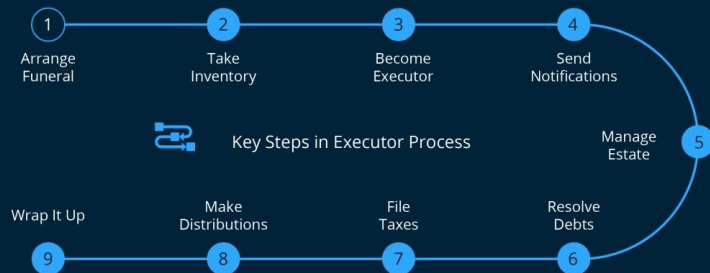 1
2
3
4
Arrange
Funeral
Take
Inventory
Become
Executor
Send
Notifications
Key Steps in Executor Process
Manage
Estate
5
Wrap It Up
Make
Distributions
File
Taxes
Resolve
Debts
9
8
7
6